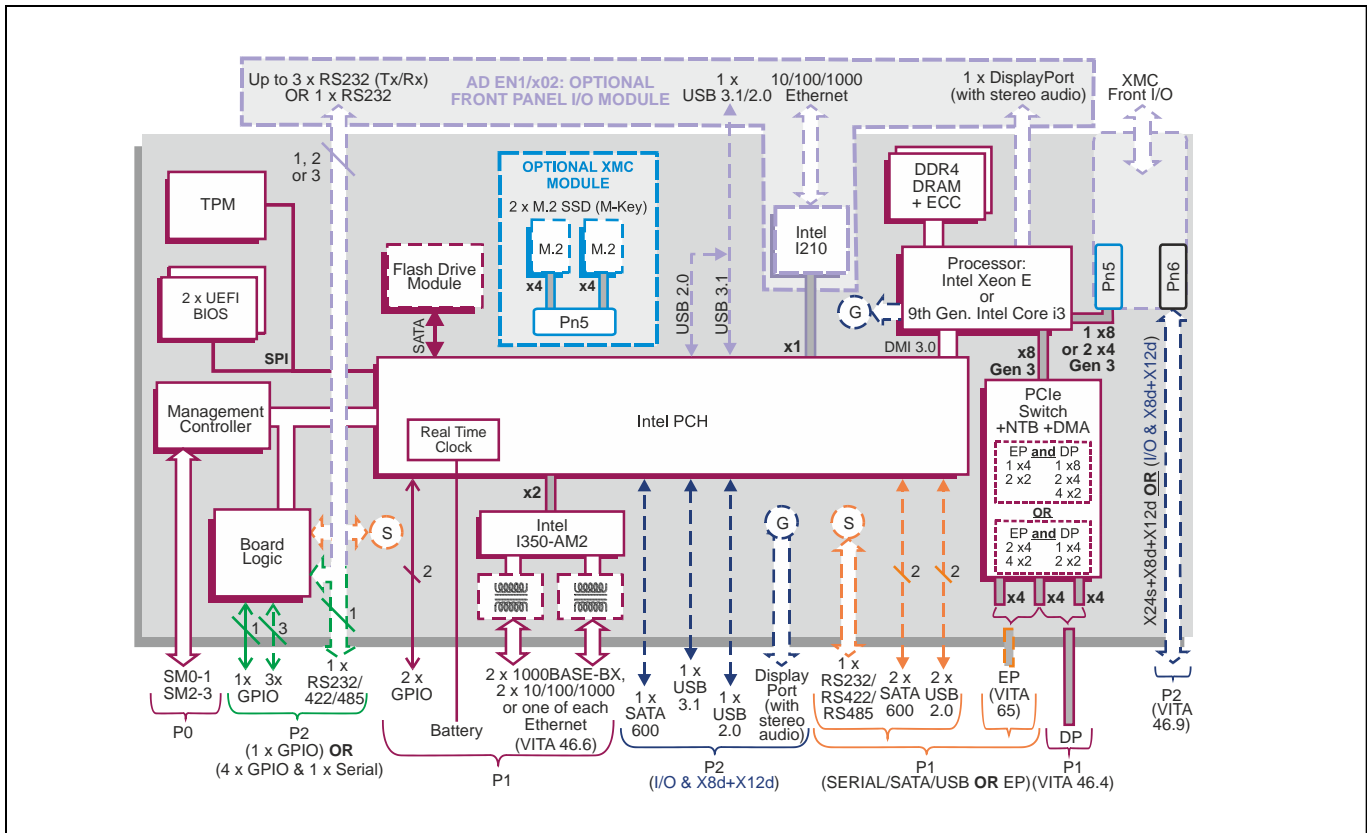 Up to 3 x RS232 (Tx/Rx)
OR 1 x RS232
AD EN1/x02: OPTIONAL
FRONT PANEL I/O MODULE
1 x
USB 3.1/2.0
10/100/1000
Ethernet
1 x DisplayPort
(with stereo audio)
XMC
Front I/O
1, 2
or 3
TPM
2 x UEFI
BIOS
SPI
Flash Drive
Module
SATA
OPTIONAL XMC
MODULE
2 x M.2 SSD (M-Key)
M.2
M.2
x4
x4
Pn5
USB 2.0
USB 3.1
Intel
I210
x1
DDR4
DRAM
+ ECC
Processor:
Intel Xeon E
or
9th Gen. Intel Core i3
G
DMI 3.0
Pn5
Pn6
1 x8
or 2 x4
Gen 3
x8
Gen 3
Management
Controller
Intel PCH
Real Time
Clock
PCIe
Switch
+NTB +DMA
EP and DP
1 x4 1 x8
2 x2 2 x4
4 x2
OR
EP and DP
2 x4 1 x4
4 x2 2 x2
X24s+X8d+X12d OR (I/O & X8d+X12d)
x2
Intel
I350-AM2
Board
Logic
S
G
S
2
2
2
1
3
1
x4
x4
x4
SM0-1
SM2-3
P0
1x
GPIO
3x
1 x
RS232/
422/485
P2
(1 x GPIO) OR
(4 x GPIO & 1 x Serial)
2 x
GPIO
Battery
2 x 1000BASE-BX,
2 x 10/100/1000
or one of each
Ethernet
(VITA 46.6)
P1
1 x
SATA
600
1 x
USB
3.1
1 x
USB
2.0
Display
Port
(with
stereo
audio)
P2
(I/O & X8d+X12d)
1 x
RS232/
RS422/
RS485
2 x
SATA
600
2 x
USB
2.0
EP
(VITA
65)
P1
(SERIAL/SATA/USB OR EP)
DP
P1
(VITA 46.4)
P2
(VITA
46.9)